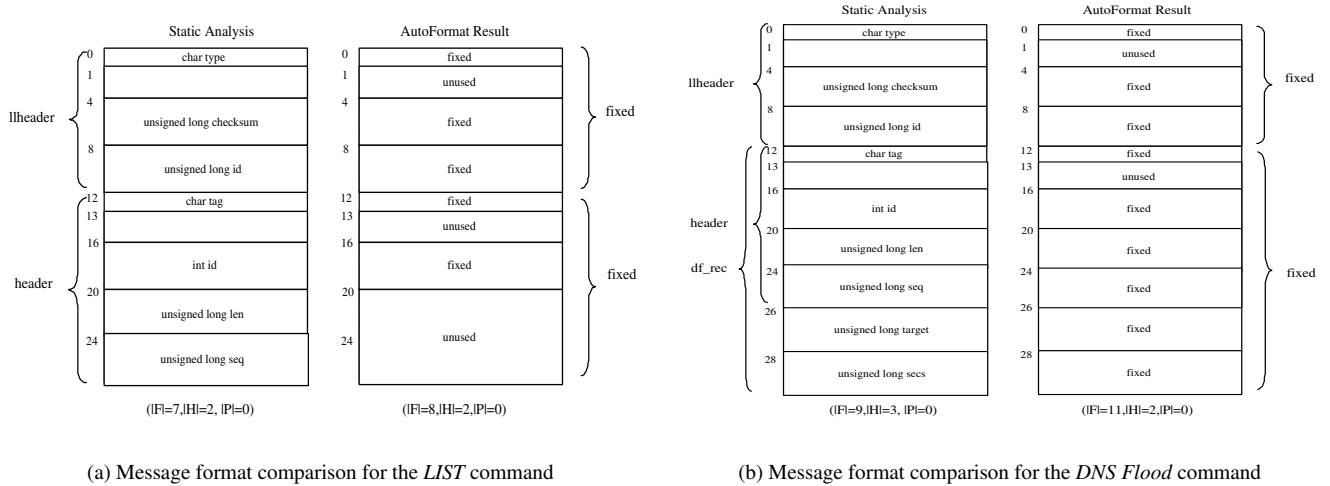 Static Analysis
AutoFormat Result
0
char type
0
fixed
1
1
unused
4
4
llheader
unsigned long checksum
fixed
fixed
8
8
unsigned long id
fixed
12
char tag
12
fixed
13
13
unused
16
16
int id
fixed
header
fixed
20
20
unsigned long len
unused
24
24
unsigned long seq
(|F|=7,|H|=2, |P|=0)
(|F|=8,|H|=2,|P|=0)
(a) Message format comparison for the LIST command
Static Analysis
AutoFormat Result
0
char type
0
fixed
1
1
unused
4
4
llheader
unsigned long checksum
fixed
fixed
8
8
unsigned long id
fixed
12
char tag
12
fixed
13
13
unused
16
16
int id
fixed
header
20
20
unsigned long len
fixed
df_rec
fixed
24
24
unsigned long seq
fixed
26
26
unsigned long target
fixed
28
28
unsigned long secs
fixed
(|F|=9,|H|=3, |P|=0)
(|F|=11,|H|=2,|P|=0)
(b) Message format comparison for the DNS Flood command